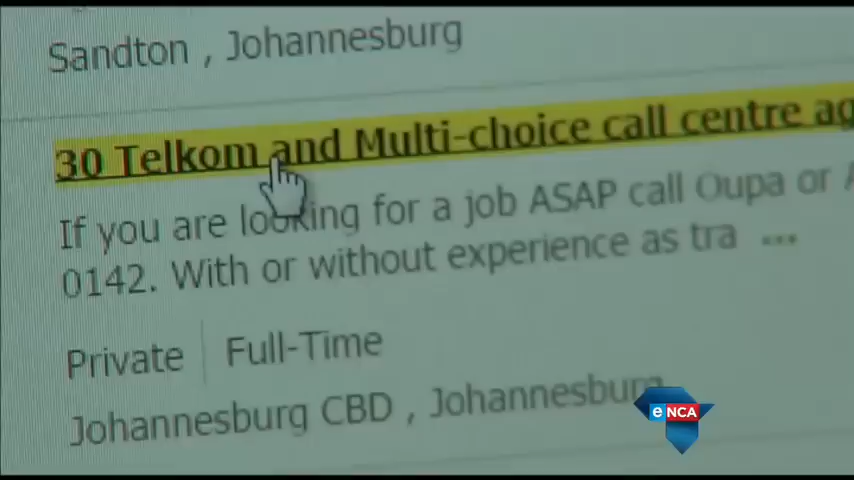 Sandton , Johannesburg
30 Telkom and Multi-choice call centre ag
If you are looking for a job ASAP call Oupa or
0142. With or without experience as tra ...
Private | Full-Time
Johannesburg CBD , Johannesburg
eNCA